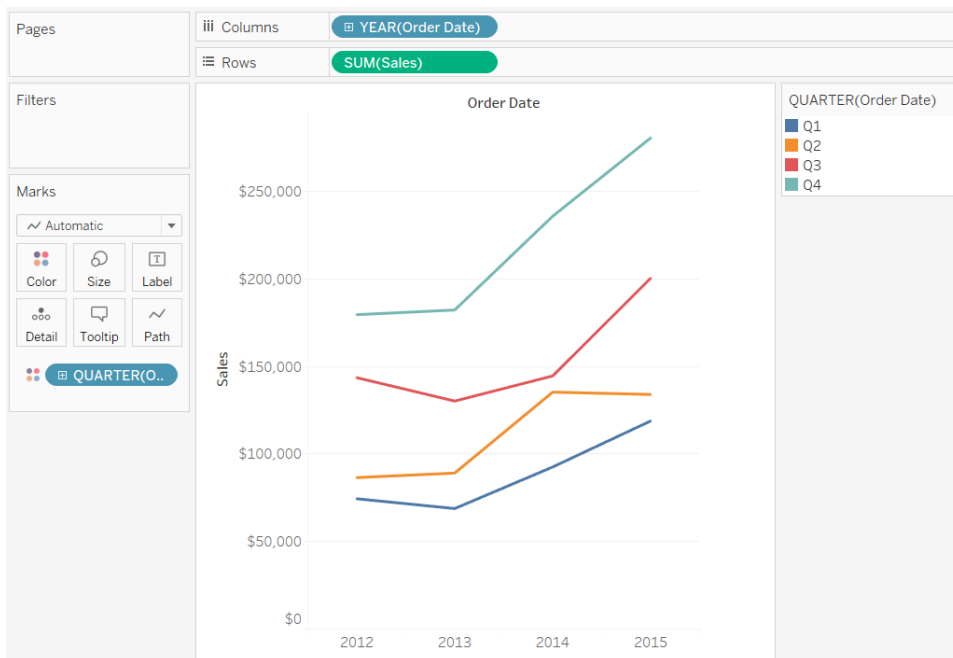 Pages
Columns
YEAR(Order Date)
Rows
SUM(Sales)
Filters
Marks
Automatic
Color
Size
Label
Detail
Tooltip
Path
QUARTER(O..
Order Date
Sales
$250,000
$200,000
$150,000
$100,000
$50,000
$0
2012 2013 2014 2015
QUARTER(Order Date)
Q1
Q2
Q3
Q4